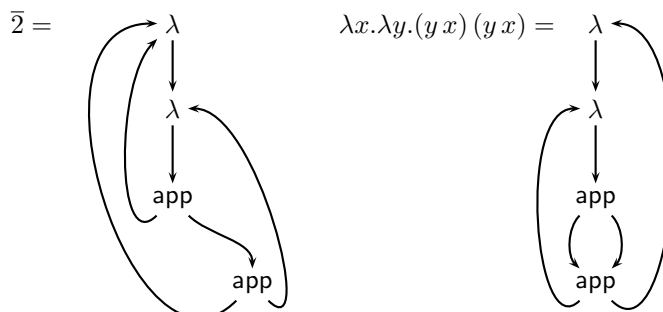 2̅ = λ λx.λy.(y x) (y x) = λ
λ λ
app app
app app